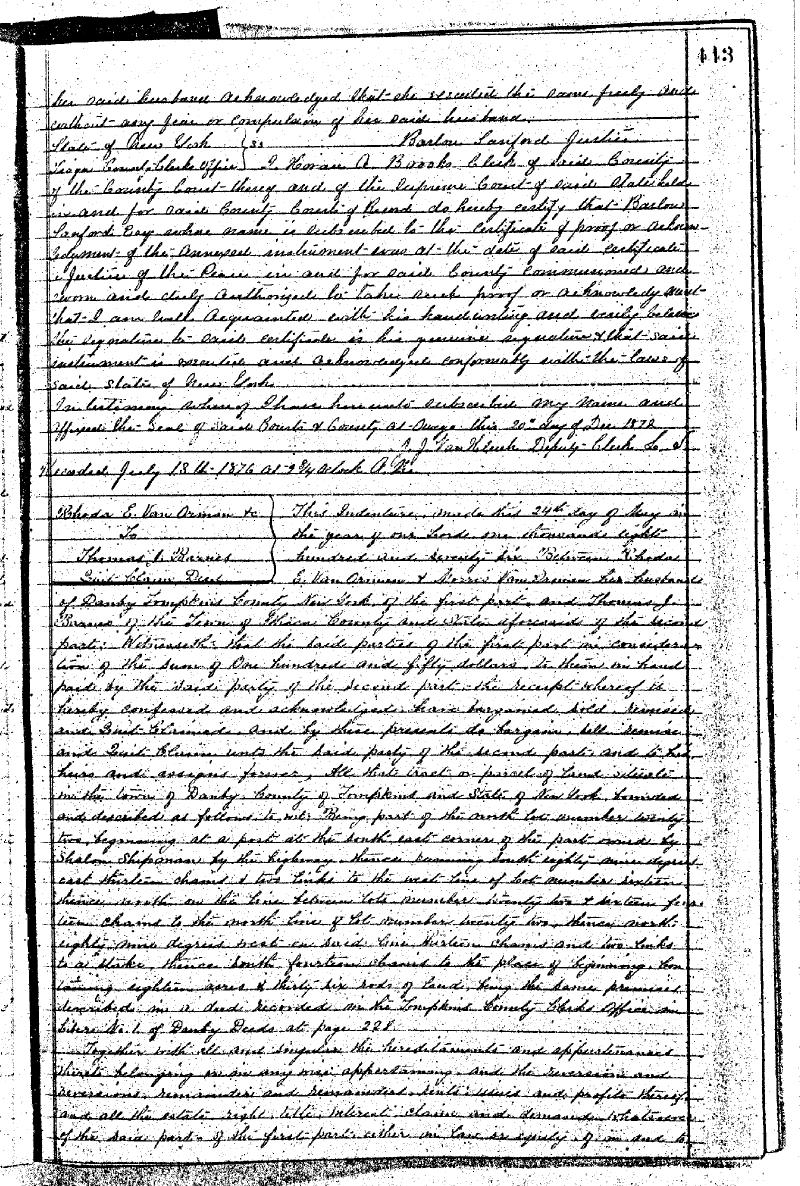 113
her said husband acknowledged that she executed the same freely and
without any fear or compulsion of her said husband.
State of New York } ss Barlow Sanford Justice
Tioga County Clerks Office } I. Horace A. Brooks Clerk of said County
of the County Court thereof and of the Supreme Court of said State held
in and for said County Court of Record do hereby certify that Barlow
Sanford Esq whose name is subscribed to the certificate of proof or acknow-
ledgment of the annexed instrument was at the date of said certificate
a Justice of the Peace in and for said County Commissioned and
sworn and duly authorized to take such proof or acknowledgment
that I am well acquainted with his handwriting and verily believe
the signature to said certificate is his genuine signature & that said
instrument is executed and acknowledged conformably with the laws of
said State of New York
In testimony whereof I have hereunto subscribed my name and
affixed the Seal of said Courts & County at Owego this 20th day of Dec 1872
J. Van Kleeck Deputy Clerk L. S.
Recorded July 13th 1876 at 9 3/4 oclock A.M.
Rhoda E. Van Orman & } This Indenture, made this 24th day of May in
To the year of our Lord one thousand eight
Thomas J. Barnes hundred and seventy six Between Rhoda
Quit Claim Deed E. Van Orman & Morris Van Orman her husband
of Danby Tompkins County New York, of the first part, and Thomas J.
Barnes of the Town of Ithaca County and State aforesaid of the second
part; Witnesseth, that the said parties of the first part in considera-
tion of the sum of One hundred and fifty dollars to them in hand
paid by the said party of the second part, the receipt whereof is
hereby confessed and acknowledged have bargained, sold, remised
and Quit Claimed and by these presents do bargain, sell, remise
and Quit Claim unto the said party of the second part, and to his
heirs and assigns forever, All that tract or parcel of Land situate
in the town of Danby County of Tompkins and State of New York, bounded
and described as follows to wit: Being part of the north lot number twenty
two, beginning at a post at the south east corner of the part owned by
Shalon Shipman by the highway, thence running south eighty nine degrees
east thirteen chains & two links to the west line of Lot number sixteen
thence north on the line between lots number twenty two & sixteen four
teen chains to the north line of Lot number twenty two, thence north
eighty nine degrees west on said line thirteen chains and two links
to a stake, thence south fourteen chains to the place of beginning, Con
taining eighteen acres & thirty six rods of land, being the same premises
described in a deed recorded in the Tompkins County Clerks Office in
Libre No 1. of Danby Deeds at page 228
Together with all and singular the hereditaments and appurtenances
thereto belonging or in any wise appertaining, and the reversion and
reversions, remainder and remainders, rents, issues and profits thereof
and all the estate right, title, interest, claim and demand whatsoever
of the said part of the first part, either in law or equity, of in and to